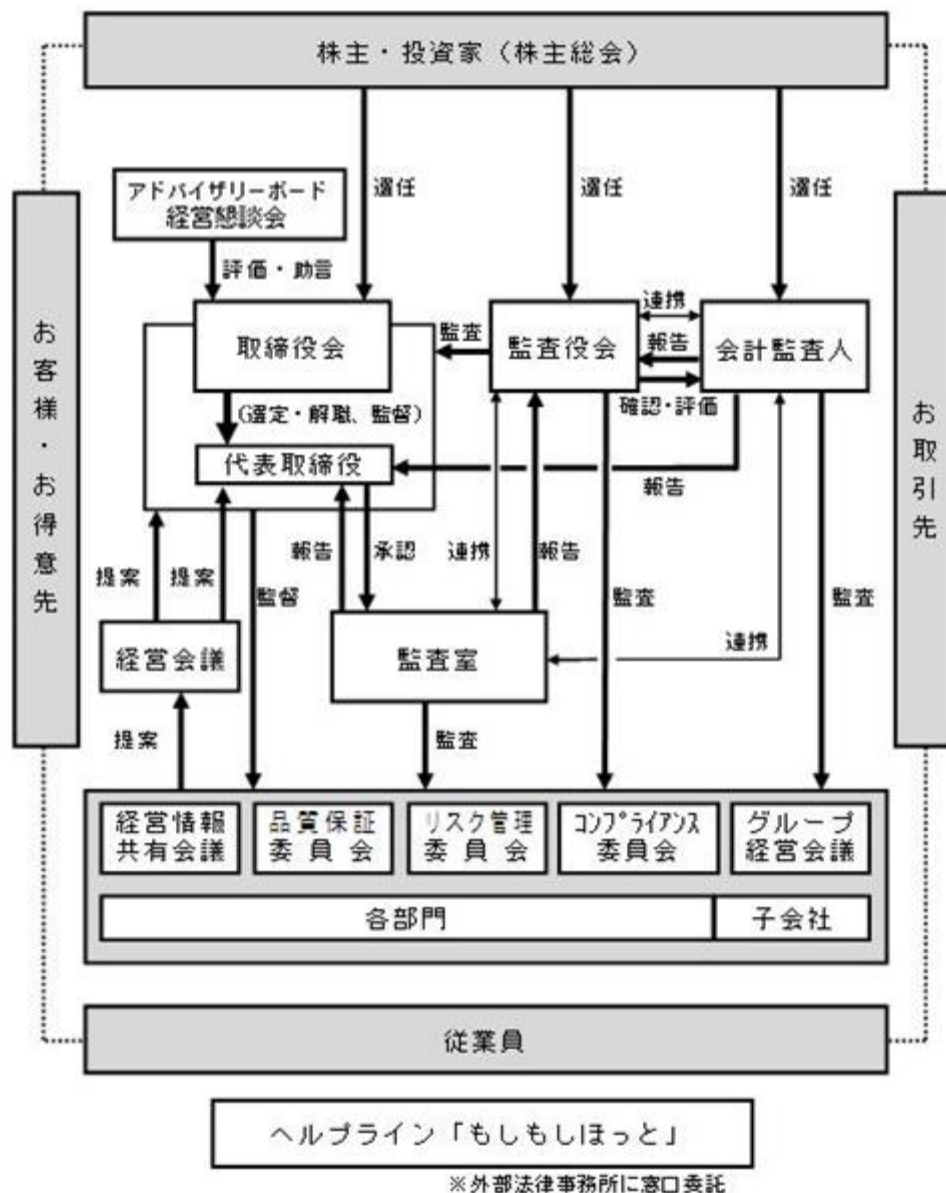 株主・投資家（株主総会）
選任
選任
選任
アドバイザリーボード
経営懇談会
評価・助言
お客様・お得意先
お取引先
取締役会
監査
監査役会
連携
報告
確認・評価
会計監査人
(選定・解職、監督)
代表取締役
報告
提案
提案
監督
報告
承認
連携
報告
監査
監査
経営会議
監査室
連携
提案
監査
経営情報
共有会議
品質保証
委員会
リスク管理
委員会
コンプライアンス
委員会
グループ
経営会議
各部門
子会社
従業員
ヘルプライン「もしもしほっと」
※外部法律事務所に窓口委託